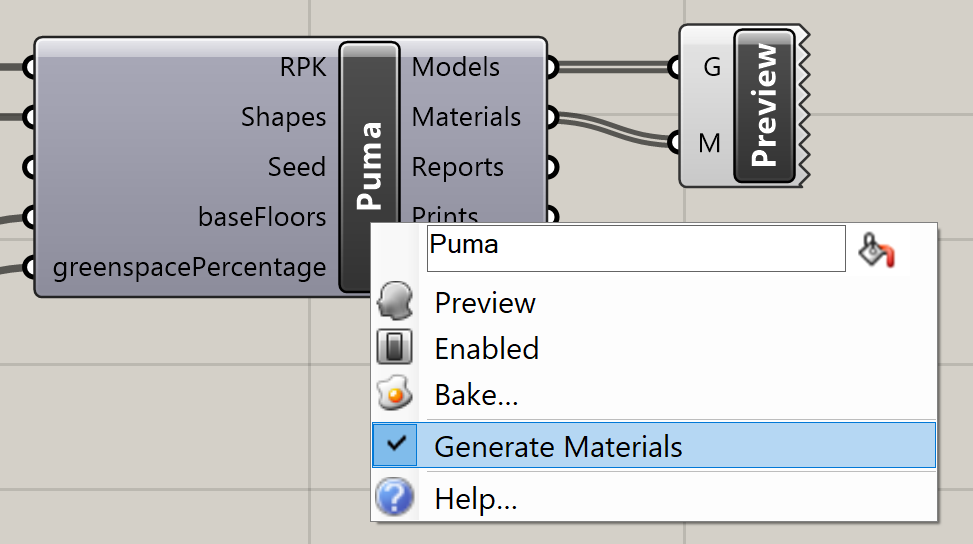 RPK
Shapes
Seed
baseFloors
greenspacePercentage
Puma
Models
Materials
Reports
Prints
G
M
Preview
Puma
Preview
Enabled
Bake...
Generate Materials
Help...